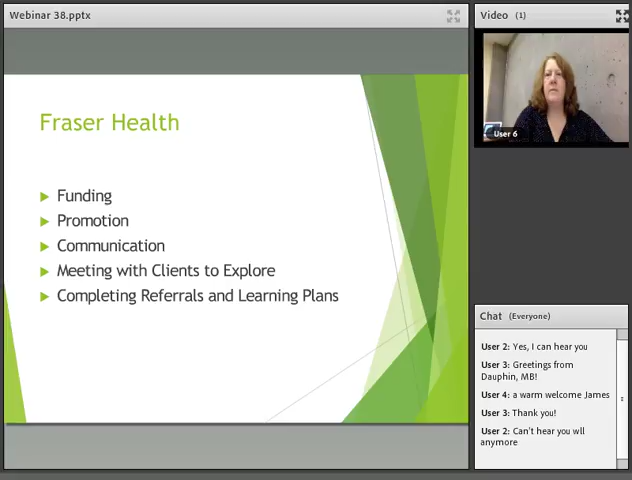 Webinar 38.pptx
Fraser Health
Funding
Promotion
Communication
Meeting with Clients to Explore
Completing Referrals and Learning Plans
Video (1)
User 6
Chat (Everyone)
User 2: Yes, I can hear you
User 3: Greetings from
Dauphin, MB!
User 4: a warm welcome James
User 3: Thank you!
User 2: Can't hear you wll
anymore